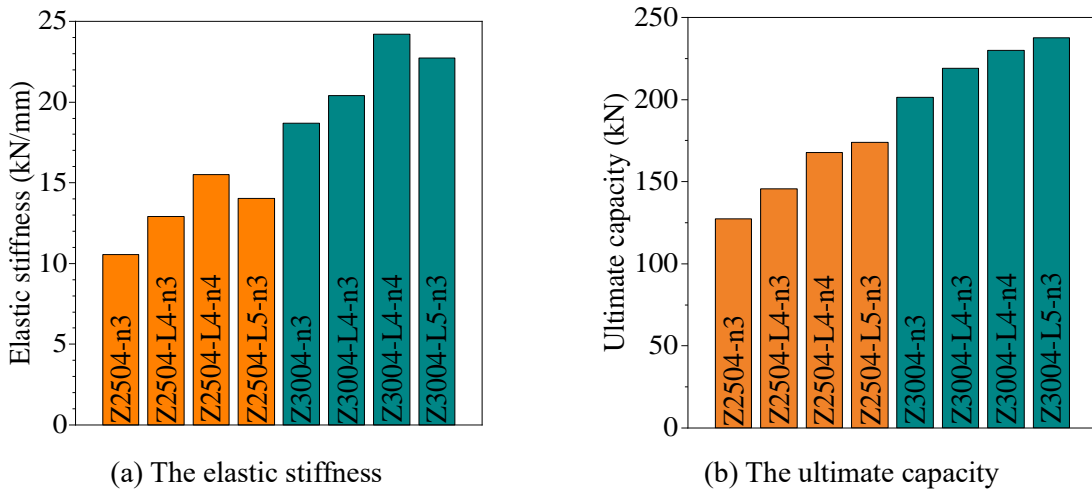 Elastic stiffness (kN/mm)
25
20
15
10
5
0
Z2504-n3
Z2504-L4-n3
Z2504-L4-n4
Z2504-L5-n3
Z3004-n3
Z3004-L4-n3
Z3004-L4-n4
Z3004-L5-n3
(a) The elastic stiffness
Ultimate capacity (kN)
250
200
150
100
50
0
Z2504-n3
Z2504-L4-n3
Z2504-L4-n4
Z2504-L5-n3
Z3004-n3
Z3004-L4-n3
Z3004-L4-n4
Z3004-L5-n3
(b) The ultimate capacity